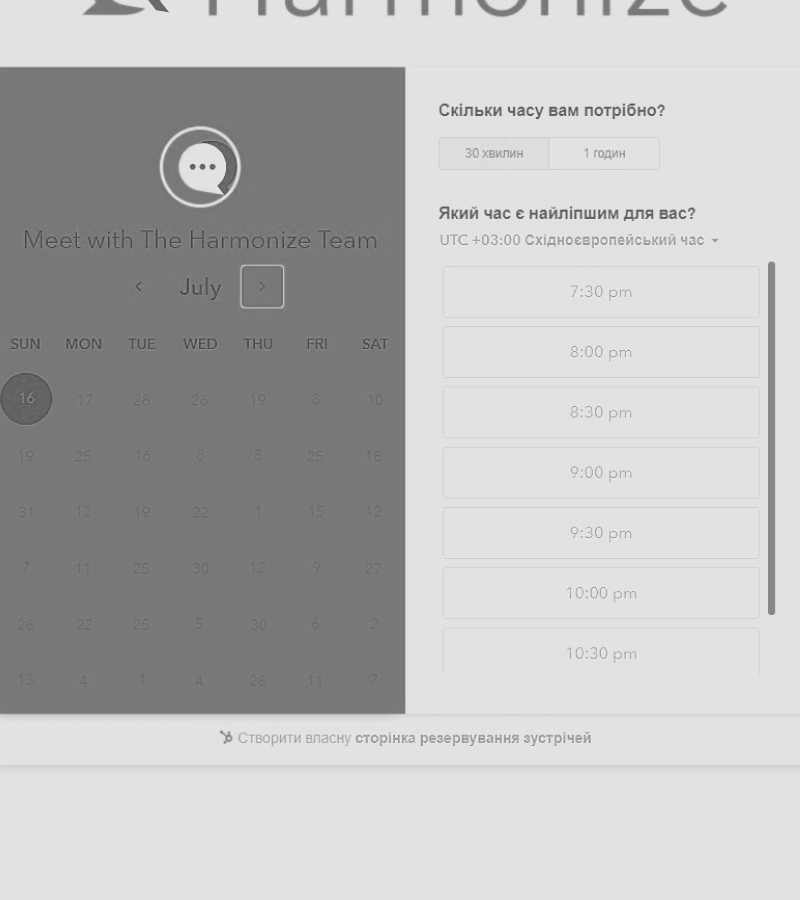 Harmonize
Meet with The Harmonize Team
July
SUN MON TUE WED THU FRI SAT
16 17 28 26 19 8 10
19 25 16 8 8 25 18
31 12 19 22 1 15 12
7 11 25 30 12 9 27
28 22 25 5 30 6 2
13 4 1 4 26 11 7
Скільки часу вам потрібно?
30 хвилин 1 годин
Який час є найліпшим для вас?
UTC +03:00 Східноєвропейський час
7:30 pm
8:00 pm
8:30 pm
9:00 pm
9:30 pm
10:00 pm
10:30 pm
Створити власну сторінка резервування зустрічей